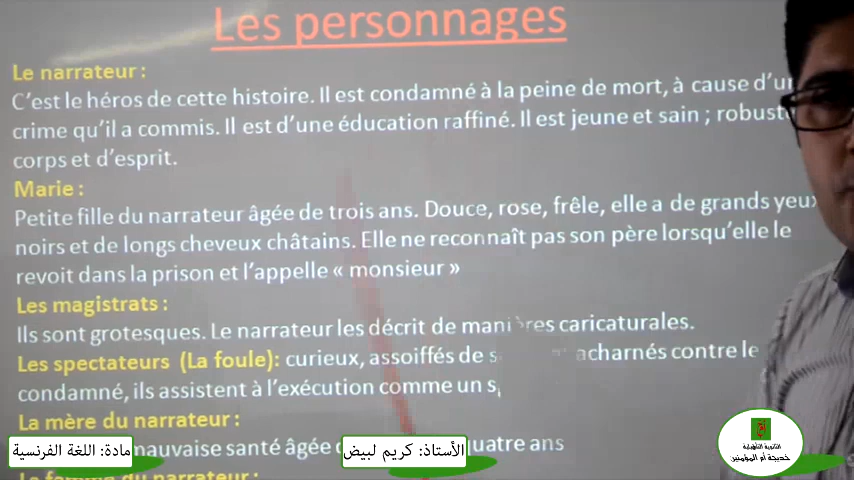 Les personnages
Le narrateur :
C'est le héros de cette histoire. Il est condamné à la peine de mort, à cause d'un
crime qu'il a commis. Il est d'une éducation raffiné. Il est jeune et sain ; robuste
corps et d'esprit.
Marie :
Petite fille du narrateur âgée de trois ans. Douce, rose, frêle, elle a de grands yeux
noirs et de longs cheveux châtains. Elle ne reconnaît pas son père lorsqu'elle le
revoit dans la prison et l'appelle « monsieur »
Les magistrats :
Ils sont grotesques. Le narrateur les décrit de manières caricaturales.
Les spectateurs (La foule): curieux, assoiffés de acharnés contre le
condamné, ils assistent à l'exécution comme un
La mère du narrateur :
mauvaise santé âgée quatre ans
مادة: اللغة الفرنسية
الأستاذ: كريم لبيض
الثانوية التأهيلية
خديجة أم المؤمنين
du narrateur :